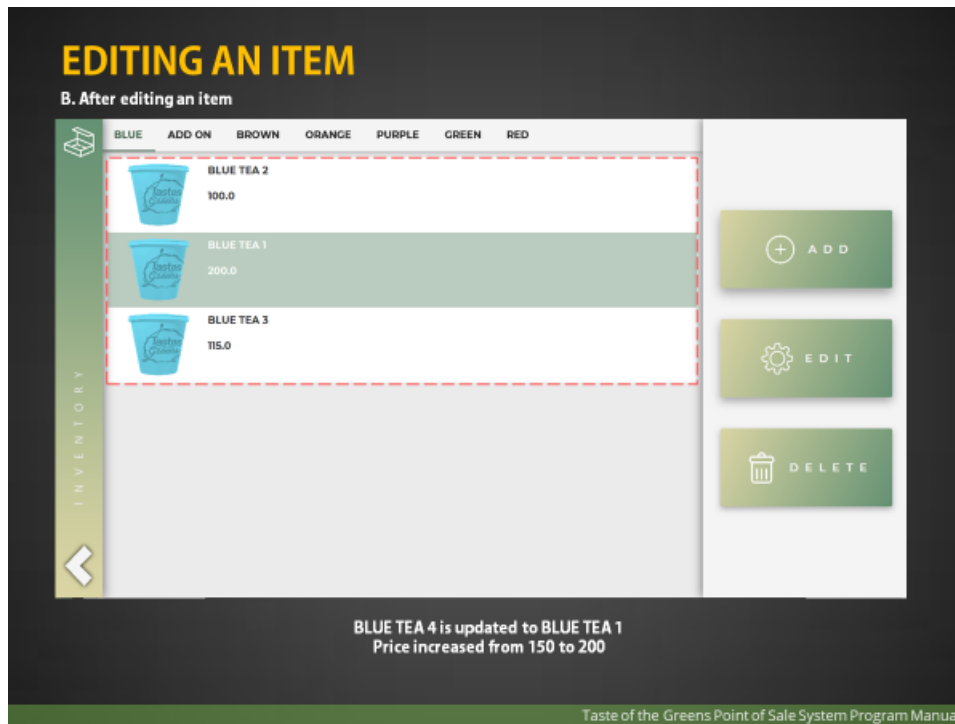 EDITING AN ITEM
B. After editing an item
BLUE ADD ON BROWN ORANGE PURPLE GREEN RED
BLUE TEA 2
100.0
BLUE TEA 1
200.0
BLUE TEA 3
115.0
INVENTORY
ADD
EDIT
DELETE
BLUE TEA 4 is updated to BLUE TEA 1
Price increased from 150 to 200
Taste of the Greens Point of Sale System Program Manua